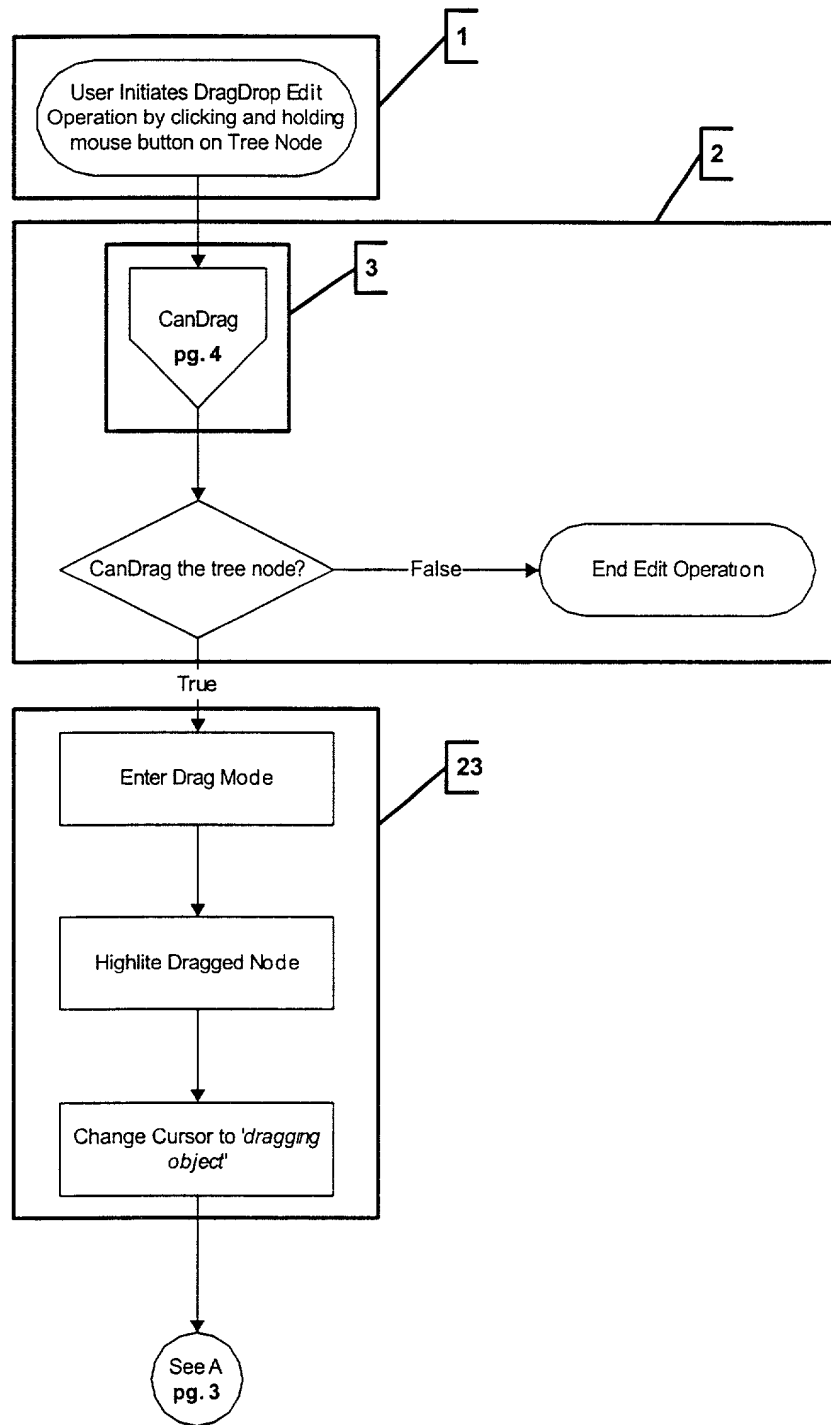 1
User Initiates DragDrop Edit
Operation by clicking and holding
mouse button on Tree Node
2
3
CanDrag
pg. 4
CanDrag the tree node?
False
End Edit Operation
True
23
Enter Drag Mode
Highlite Dragged Node
Change Cursor to 'dragging
object'
See A
pg. 3